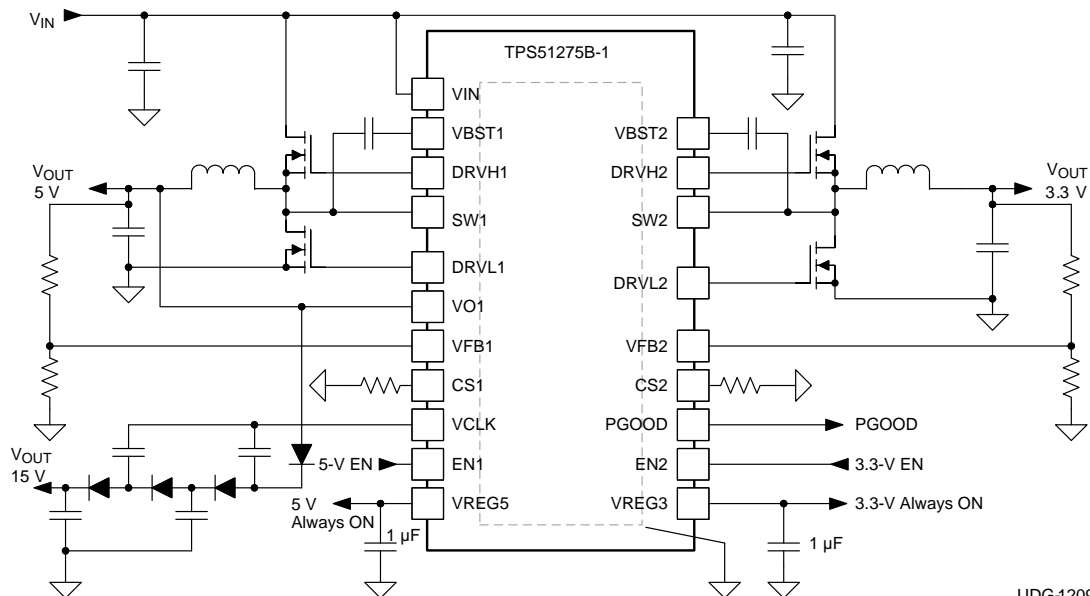 VIN
TPS51275B-1
VIN
VBST1
VBST2
DRVH1
DRVH2
VOUT
5 V
VOUT
3.3 V
SW1
SW2
DRVL1
DRVL2
VO1
VFB1
VFB2
CS1
CS2
VCLK
PGOOD
PGOOD
VOUT
15 V
5-V EN
EN1
EN2
3.3-V EN
5 V
Always ON
VREG5
VREG3
3.3-V Always ON
1 µF
1 µF